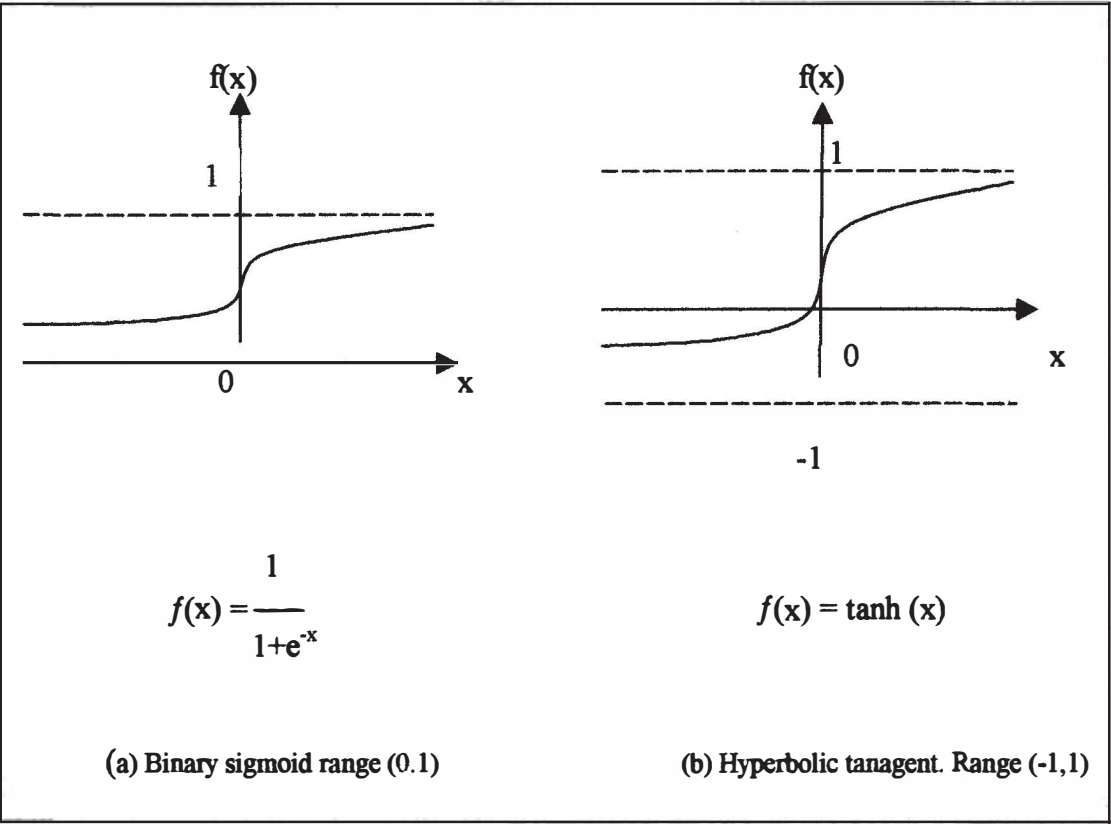 f(x)
1
0
x
f(x) = 1
1+e^-x
(a) Binary sigmoid range (0.1)
f(x)
1
0
x
-1
f(x) = tanh (x)
(b) Hyperbolic tanagent. Range (-1,1)